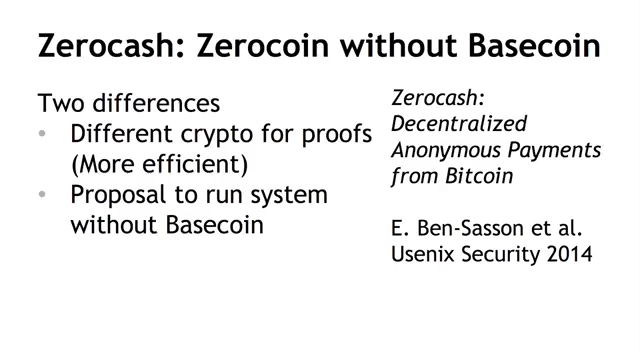 Zerocash: Zerocoin without Basecoin
Two differences
• Different crypto for proofs
(More efficient)
• Proposal to run system
without Basecoin
Zerocash:
Decentralized
Anonymous Payments
from Bitcoin
E. Ben-Sasson et al.
Usenix Security 2014